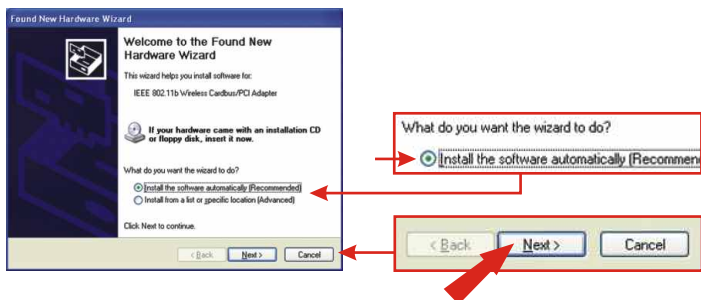 Found New Hardware Wizard
Welcome to the Found New
Hardware Wizard
This wizard helps you install software for:
IEEE 802.11b Wireless Cardbus/PCI Adapter
If your hardware came with an installation CD
or floppy disk, insert it now.
What do you want the wizard to do?
Install the software automatically (Recommended)
Install from a list or specific location (Advanced)
Click Next to continue.
< Back
Next >
Cancel
What do you want the wizard to do?
Install the software automatically (Recommen
< Back
Next >
Cancel